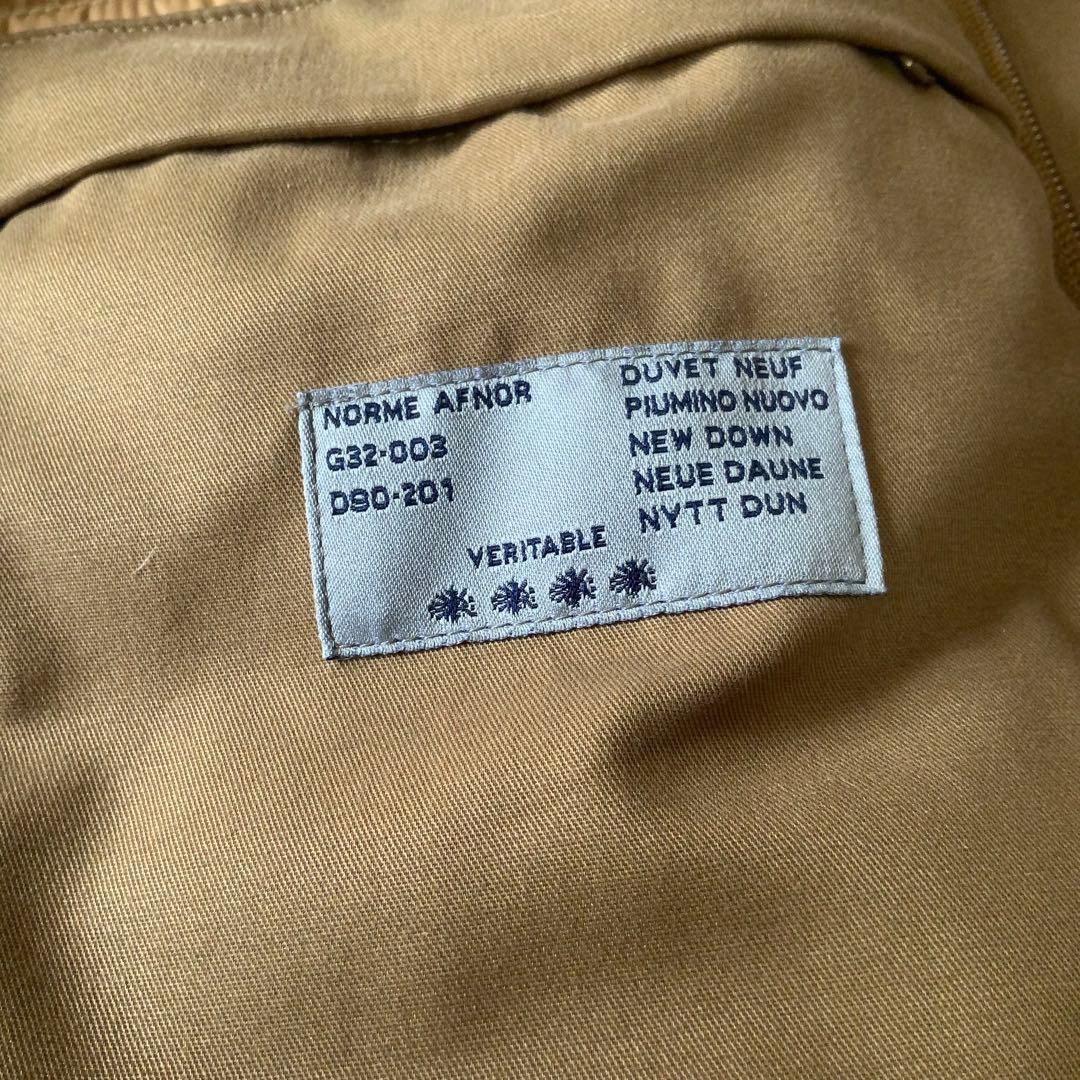 NORME AFNOR
G32-003
D90-201
DUVET NEUF
PIUMINO NUOVO
NEW DOWN
NEUE DAUNE
NYTT DUN
VERITABLE